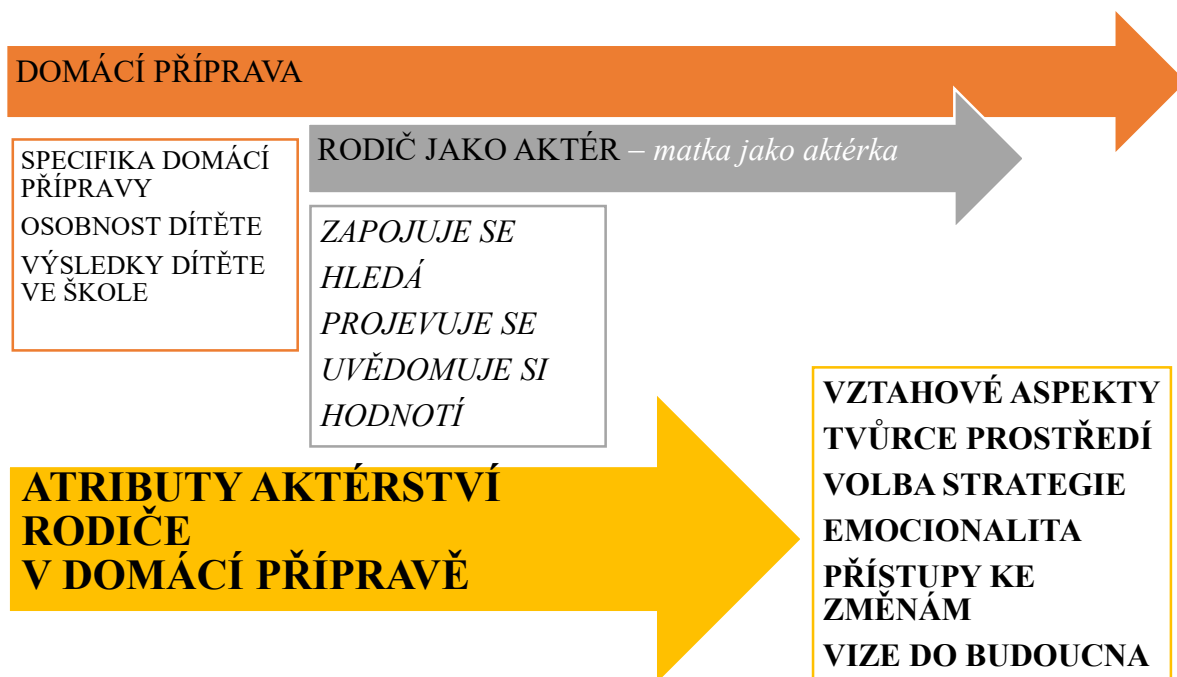 DOMÁCÍ PŘÍPRAVA
SPECIFIKA DOMÁCÍ
PŘÍPRAVY
OSOBNOST DÍTĚTE
VÝSLEDKY DÍTĚTE
VE ŠKOLE
RODIČ JAKO AKTÉR – matka jako aktérka
ZAPOJUJE SE
HLEDÁ
PROJEVUJE SE
UVĚDOMUJE SI
HODNOTÍ
ATRIBUTY AKTÉRSTVÍ
RODIČE
V DOMÁCÍ PŘÍPRAVĚ
VZTAHOVÉ ASPEKTY
TVŮRCE PROSTŘEDÍ
VOLBA STRATEGIE
EMOCIONALITA
PŘÍSTUPY KE
ZMĚNÁM
VIZE DO BUDOUCNA